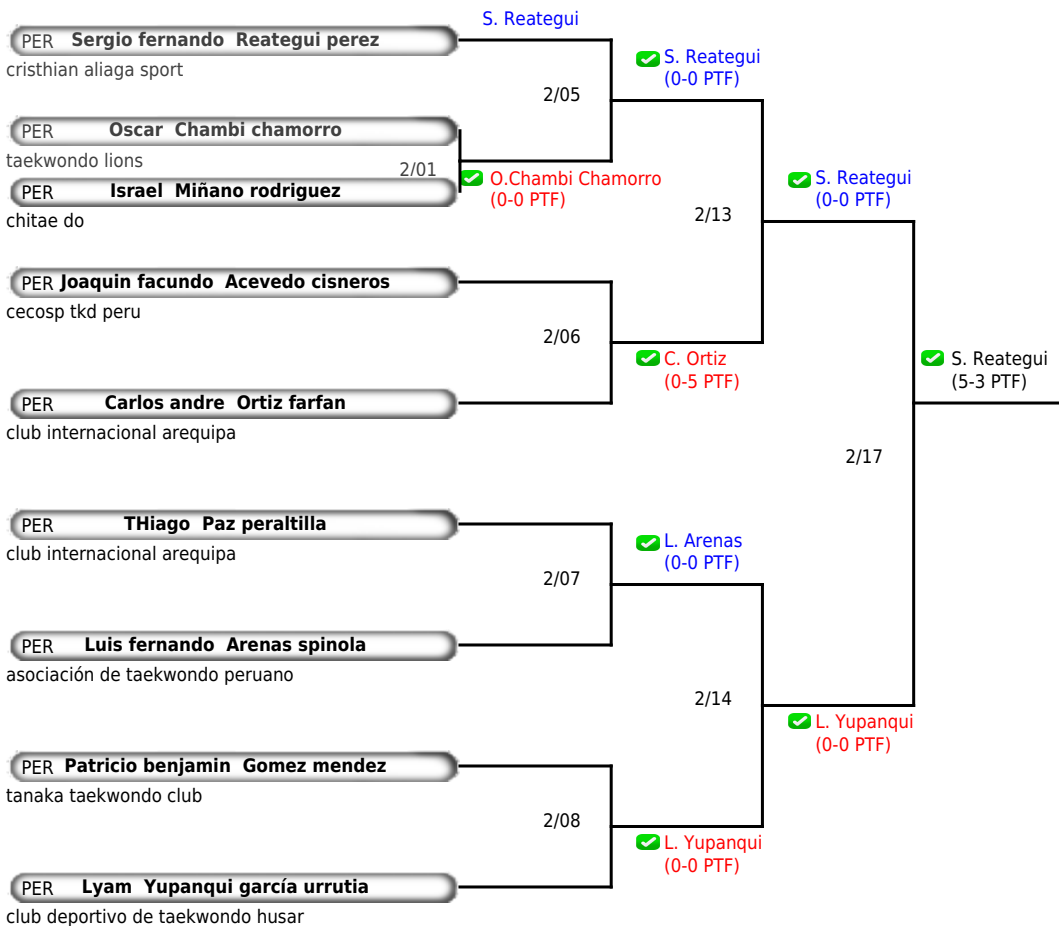 S. Reategui
PER Sergio fernando Reategui perez
cristhian aliaga sport
S. Reategui
(0-0 PTF)
2/05
PER Oscar Chambi chamorro
taekwondo lions
2/01
O.Chambi Chamorro
(0-0 PTF)
PER Israel Miñano rodriguez
chitae do
S. Reategui
(0-0 PTF)
2/13
PER Joaquin facundo Acevedo cisneros
cecosp tkd peru
2/06
C. Ortiz
(0-5 PTF)
S. Reategui
(5-3 PTF)
PER Carlos andre Ortiz farfan
club internacional arequipa
2/17
PER THiago Paz peraltilla
club internacional arequipa
L. Arenas
(0-0 PTF)
2/07
PER Luis fernando Arenas spinola
asociación de taekwondo peruano
2/14
L. Yupanqui
(0-0 PTF)
PER Patricio benjamin Gomez mendez
tanaka taekwondo club
2/08
L. Yupanqui
(0-0 PTF)
PER Lyam Yupanqui garcía urrutia
club deportivo de taekwondo husar